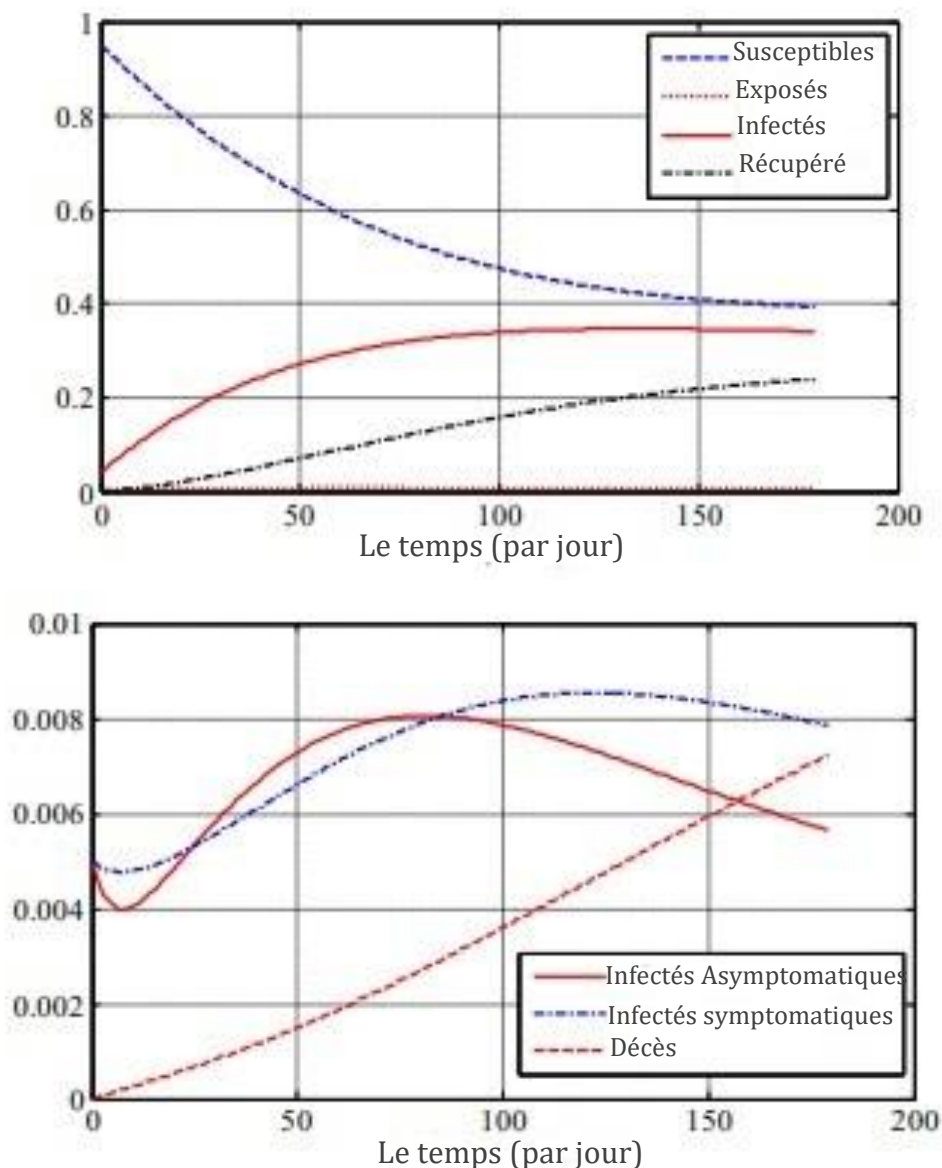 1
Susceptibles
Exposés
0.8
Infectés
Récupéré
0.6
0.4
0.2
0
0 50 100 150 200
Le temps (par jour)
0.01
0.008
0.006
0.004
Infectés Asymptomatiques
0.002
Infectés symptomatiques
Décès
0
0 50 100 150 200
Le temps (par jour)